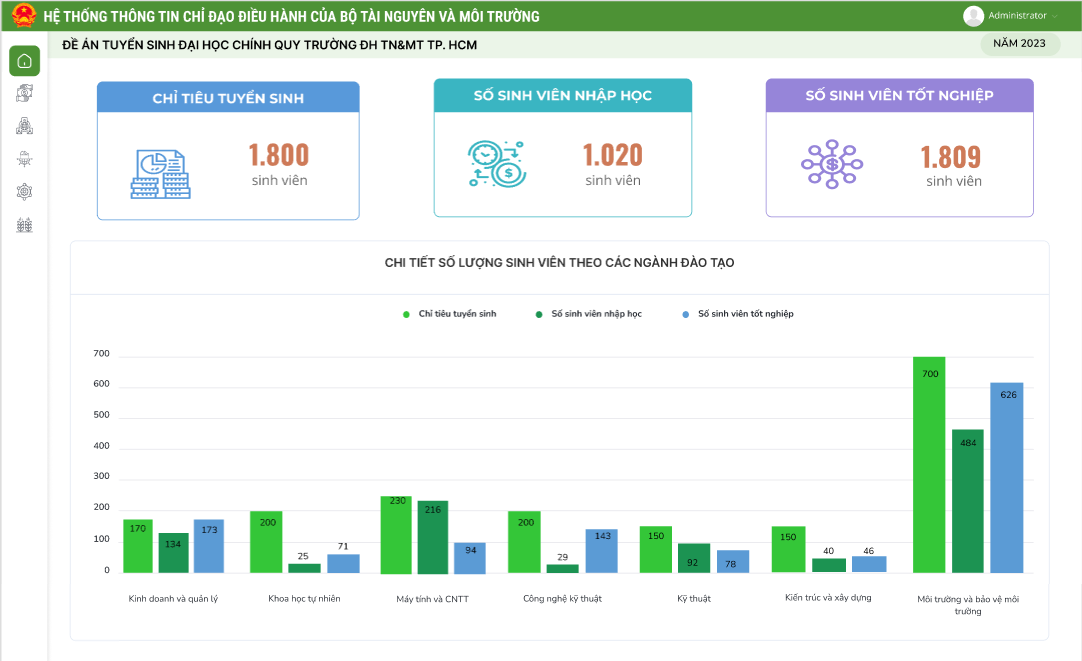 HỆ THỐNG THÔNG TIN CHỈ ĐẠO ĐIỀU HÀNH CỦA BỘ TÀI NGUYÊN VÀ MÔI TRƯỜNG
Administrator
ĐỀ ÁN TUYỂN SINH ĐẠI HỌC CHÍNH QUY TRƯỜNG ĐH TN&MT TP. HCM
NĂM 2023
CHỈ TIÊU TUYỂN SINH
1.800
sinh viên
SỐ SINH VIÊN NHẬP HỌC
1.020
sinh viên
SỐ SINH VIÊN TỐT NGHIỆP
1.809
sinh viên
CHI TIẾT SỐ LƯỢNG SINH VIÊN THEO CÁC NGÀNH ĐÀO TẠO
Chỉ tiêu tuyển sinh
Số sinh viên nhập học
Số sinh viên tốt nghiệp
700
600
500
400
300
200
100
0
170
134
173
200
25
71
230
216
94
200
29
143
150
92
78
150
40
46
700
484
626
Kinh doanh và quản lý
Khoa học tự nhiên
Máy tính và CNTT
Công nghệ kỹ thuật
Kỹ thuật
Kiến trúc và xây dựng
Môi trường và bảo vệ môi
trường